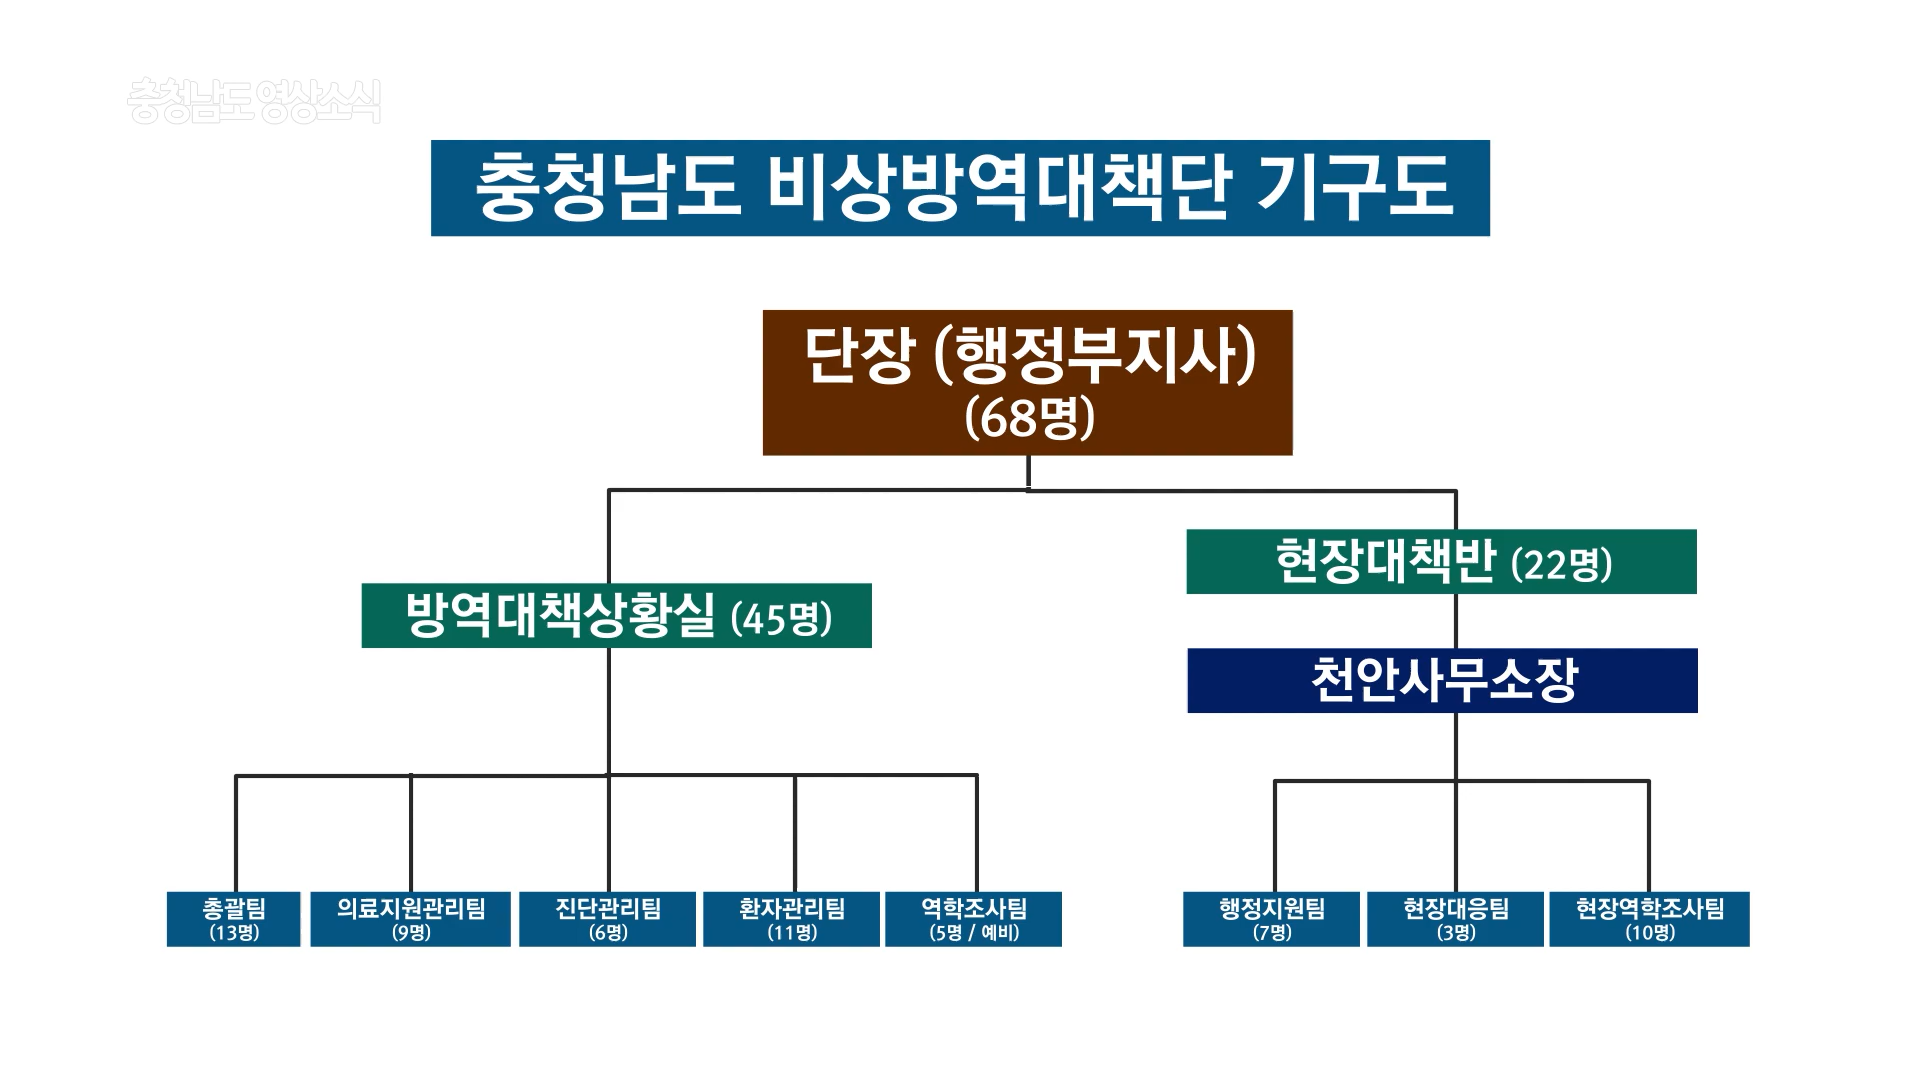 충청남도 영상소식
충청남도 비상방역대책단 기구도
단장 (행정부지사)
(68명)
현장대책반 (22명)
방역대책상황실 (45명)
천안사무소장
총괄팀
(13명)
의료지원관리팀
(9명)
진단관리팀
(6명)
환자관리팀
(11명)
역학조사팀
(5명 / 예비)
행정지원팀
(7명)
현장대응팀
(3명)
현장역학조사팀
(10명)